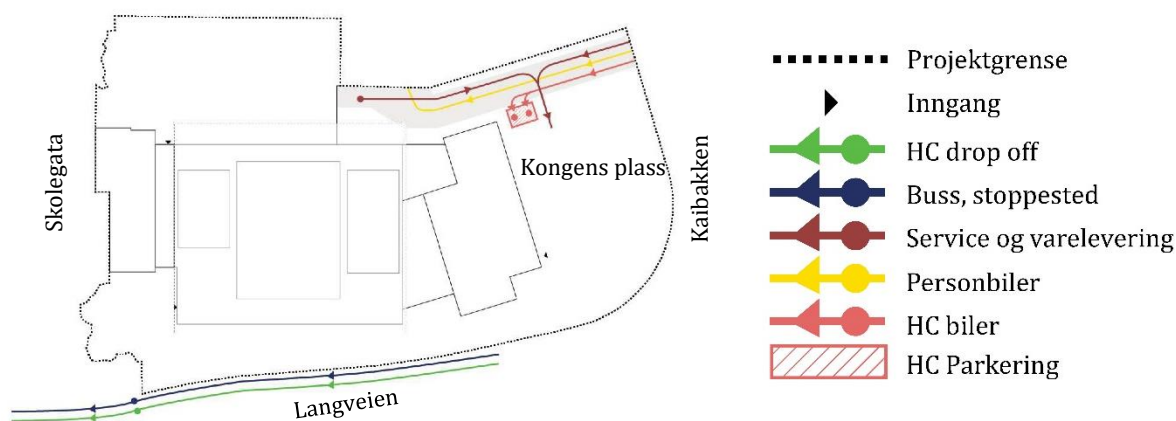 Skolegata
Kongens plass
Kaibakken
Langveien
Projektgrense
Inngang
HC drop off
Buss, stoppested
Service og varelevering
Personbiler
HC biler
HC Parkering